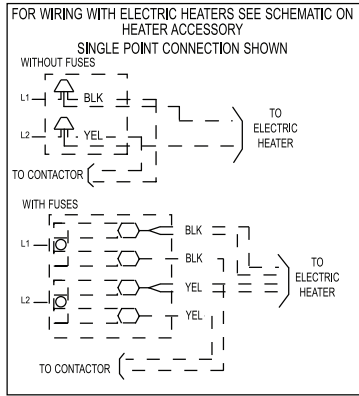 FOR WIRING WITH ELECTRIC HEATERS SEE SCHEMATIC ON
HEATER ACCESSORY
SINGLE POINT CONNECTION SHOWN
WITHOUT FUSES
L1
BLK
L2
YEL
TO
ELECTRIC
HEATER
TO CONTACTOR
WITH FUSES
L1
BLK
BLK
L2
YEL
YEL
TO
ELECTRIC
HEATER
TO CONTACTOR